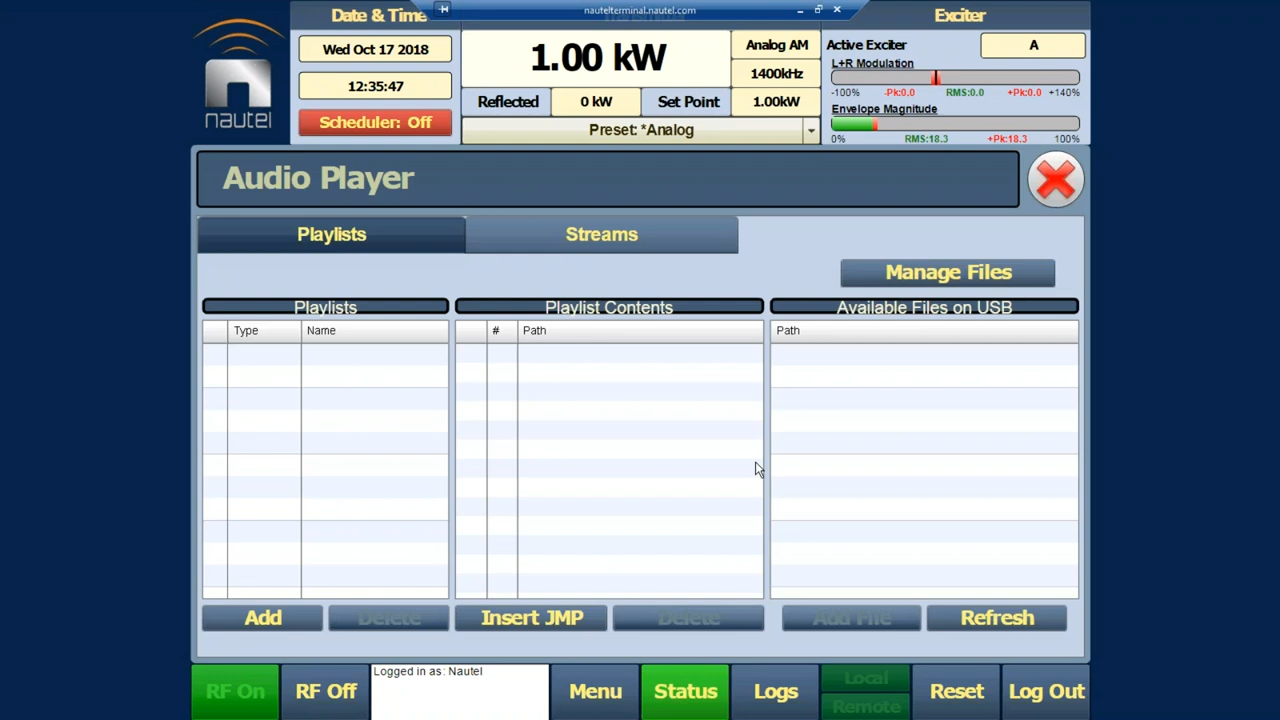 nautelterminal.nautel.com
Date & Time
Exciter
Wed Oct 17 2018
12:35:47
Scheduler: Off
nautel
1.00 kW
Analog AM
1400kHz
Reflected
0 kW
Set Point
1.00kW
Preset: *Analog
Active Exciter
A
L+R Modulation
-100%
-Pk:0.0
RMS:0.0
+Pk:0.0
+140%
Envelope Magnitude
0%
RMS:18.3
+Pk:18.3
100%
Audio Player
Playlists
Streams
Manage Files
Playlists
Playlist Contents
Available Files on USB
Type
Name
#
Path
Path
Add
Delete
Insert JMP
Delete
Add File
Refresh
RF On
RF Off
Logged in as: Nautel
Menu
Status
Logs
Local
Remote
Reset
Log Out